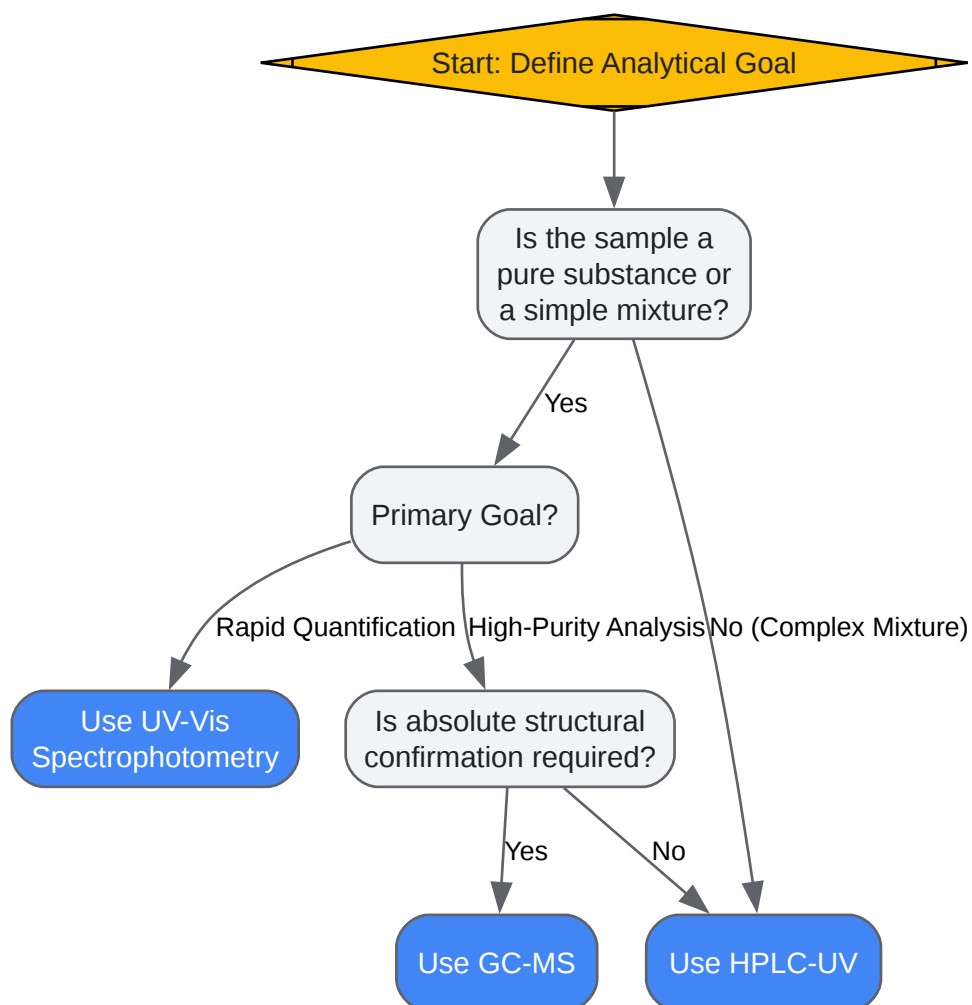 Start: Define Analytical Goal
Is the sample a
pure substance or
a simple mixture?
Yes
Primary Goal?
Rapid Quantification
High-Purity Analysis
No (Complex Mixture)
Use UV-Vis
Spectrophotometry
Is absolute structural
confirmation required?
Yes
No
Use GC-MS
Use HPLC-UV